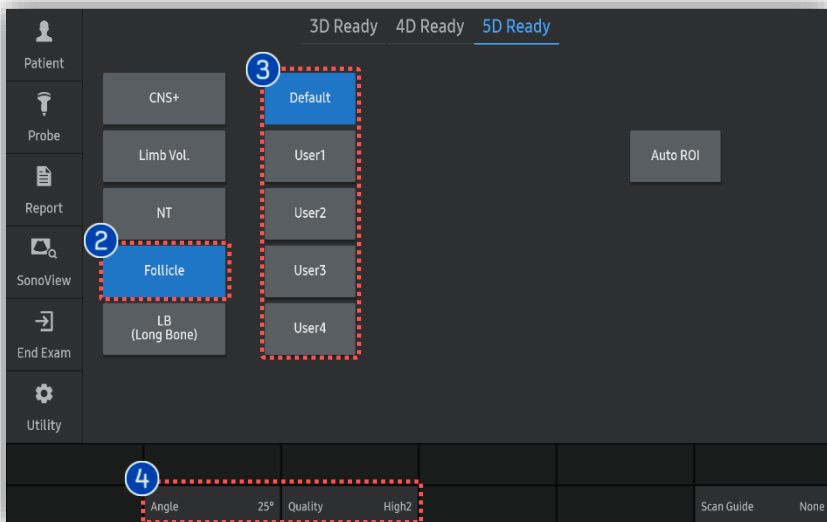 3D Ready 4D Ready 5D Ready
Patient
Probe
Report
SonoView
End Exam
Utility
CNS+
Limb Vol.
NT
2
Follicle
LB
(Long Bone)
3
Default
User1
User2
User3
User4
Auto ROI
4
Angle 25° Quality High2
Scan Guide None